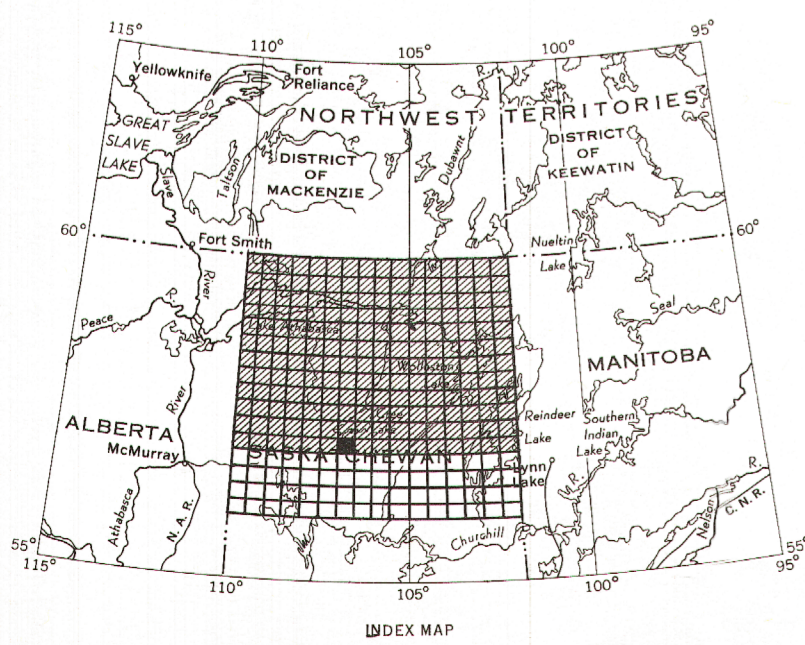 115°
110°
105°
100°
95°
Yellowknife
Fort
Reliance
R.
NORTHWEST TERRITORIES
GREAT
SLAVE
LAKE
Slave
Taltson
R.
DISTRICT
OF
MACKENZIE
Dubawnt
DISTRICT
OF
KEEWATIN
60°
Fort Smith
Nueltin
Lake
60°
River
R.
Peace
Lake Athabasca
Seal R.
Wollaston
Lake
MANITOBA
River
Cree
Lake
Reindeer
Lake
Southern
Indian
Lake
ALBERTA
McMurray
SASKATCHEWAN
Lynn
Lake
R.
R.
Athabasca
N.A.R.
Churchill
Nelson
C.N.R.
55°
115°
110°
105°
100°
55°
95°
INDEX MAP